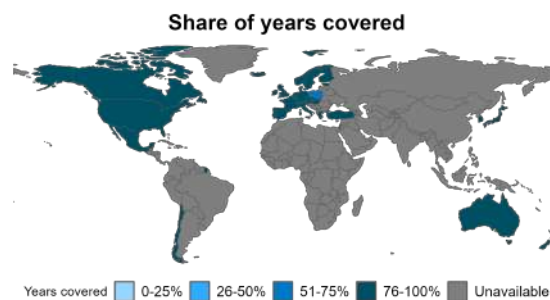 Share of years covered
Years covered 0-25% 26-50% 51-75% 76-100% Unavailable